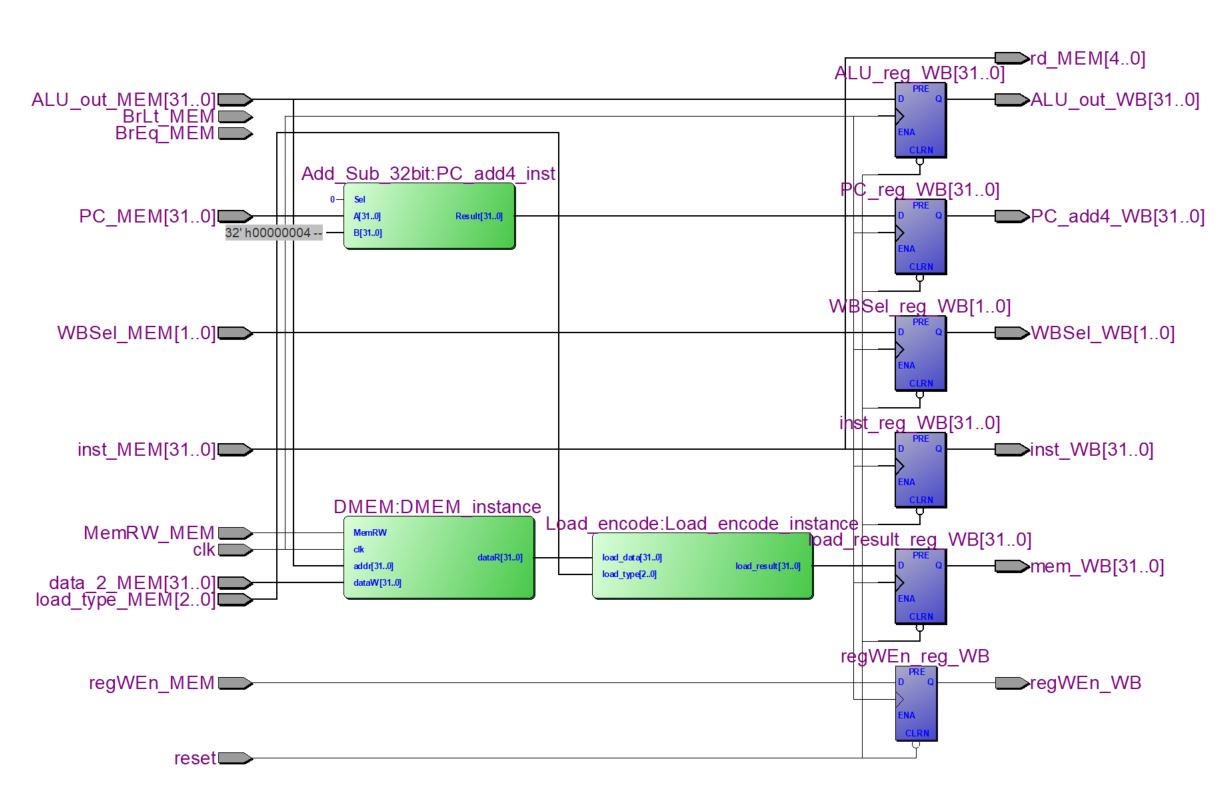 rd_MEM[4..0]
ALU_reg_WB[31..0]
ALU_out_MEM[31..0]
BrLt_MEM
BrEq_MEM
PRE
D
Q
ENA
CLRN
ALU_out_WB[31..0]
Add_Sub_32bit:PC_add4_inst
0
Sel
A[31..0]
B[31..0]
Result[31..0]
PC_MEM[31..0]
32' h00000004 --
PC_reg_WB[31..0]
PRE
D
Q
ENA
CLRN
PC_add4_WB[31..0]
WBSel_MEM[1..0]
WBSel_reg_WB[1..0]
PRE
D
Q
ENA
CLRN
WBSel_WB[1..0]
inst_MEM[31..0]
inst_reg_WB[31..0]
PRE
D
Q
ENA
CLRN
inst_WB[31..0]
DMEM:DMEM_instance
MemRW_MEM
clk
data_2_MEM[31..0]
load_type_MEM[2..0]
MemRW
clk
addr[31..0]
dataW[31..0]
dataR[31..0]
Load_encode:Load_encode_instance
load_data[31..0]
load_type[2..0]
load_result[31..0]
load_result_reg_WB[31..0]
PRE
D
Q
ENA
CLRN
mem_WB[31..0]
regWEn_MEM
regWEn_reg_WB
PRE
D
Q
ENA
CLRN
regWEn_WB
reset